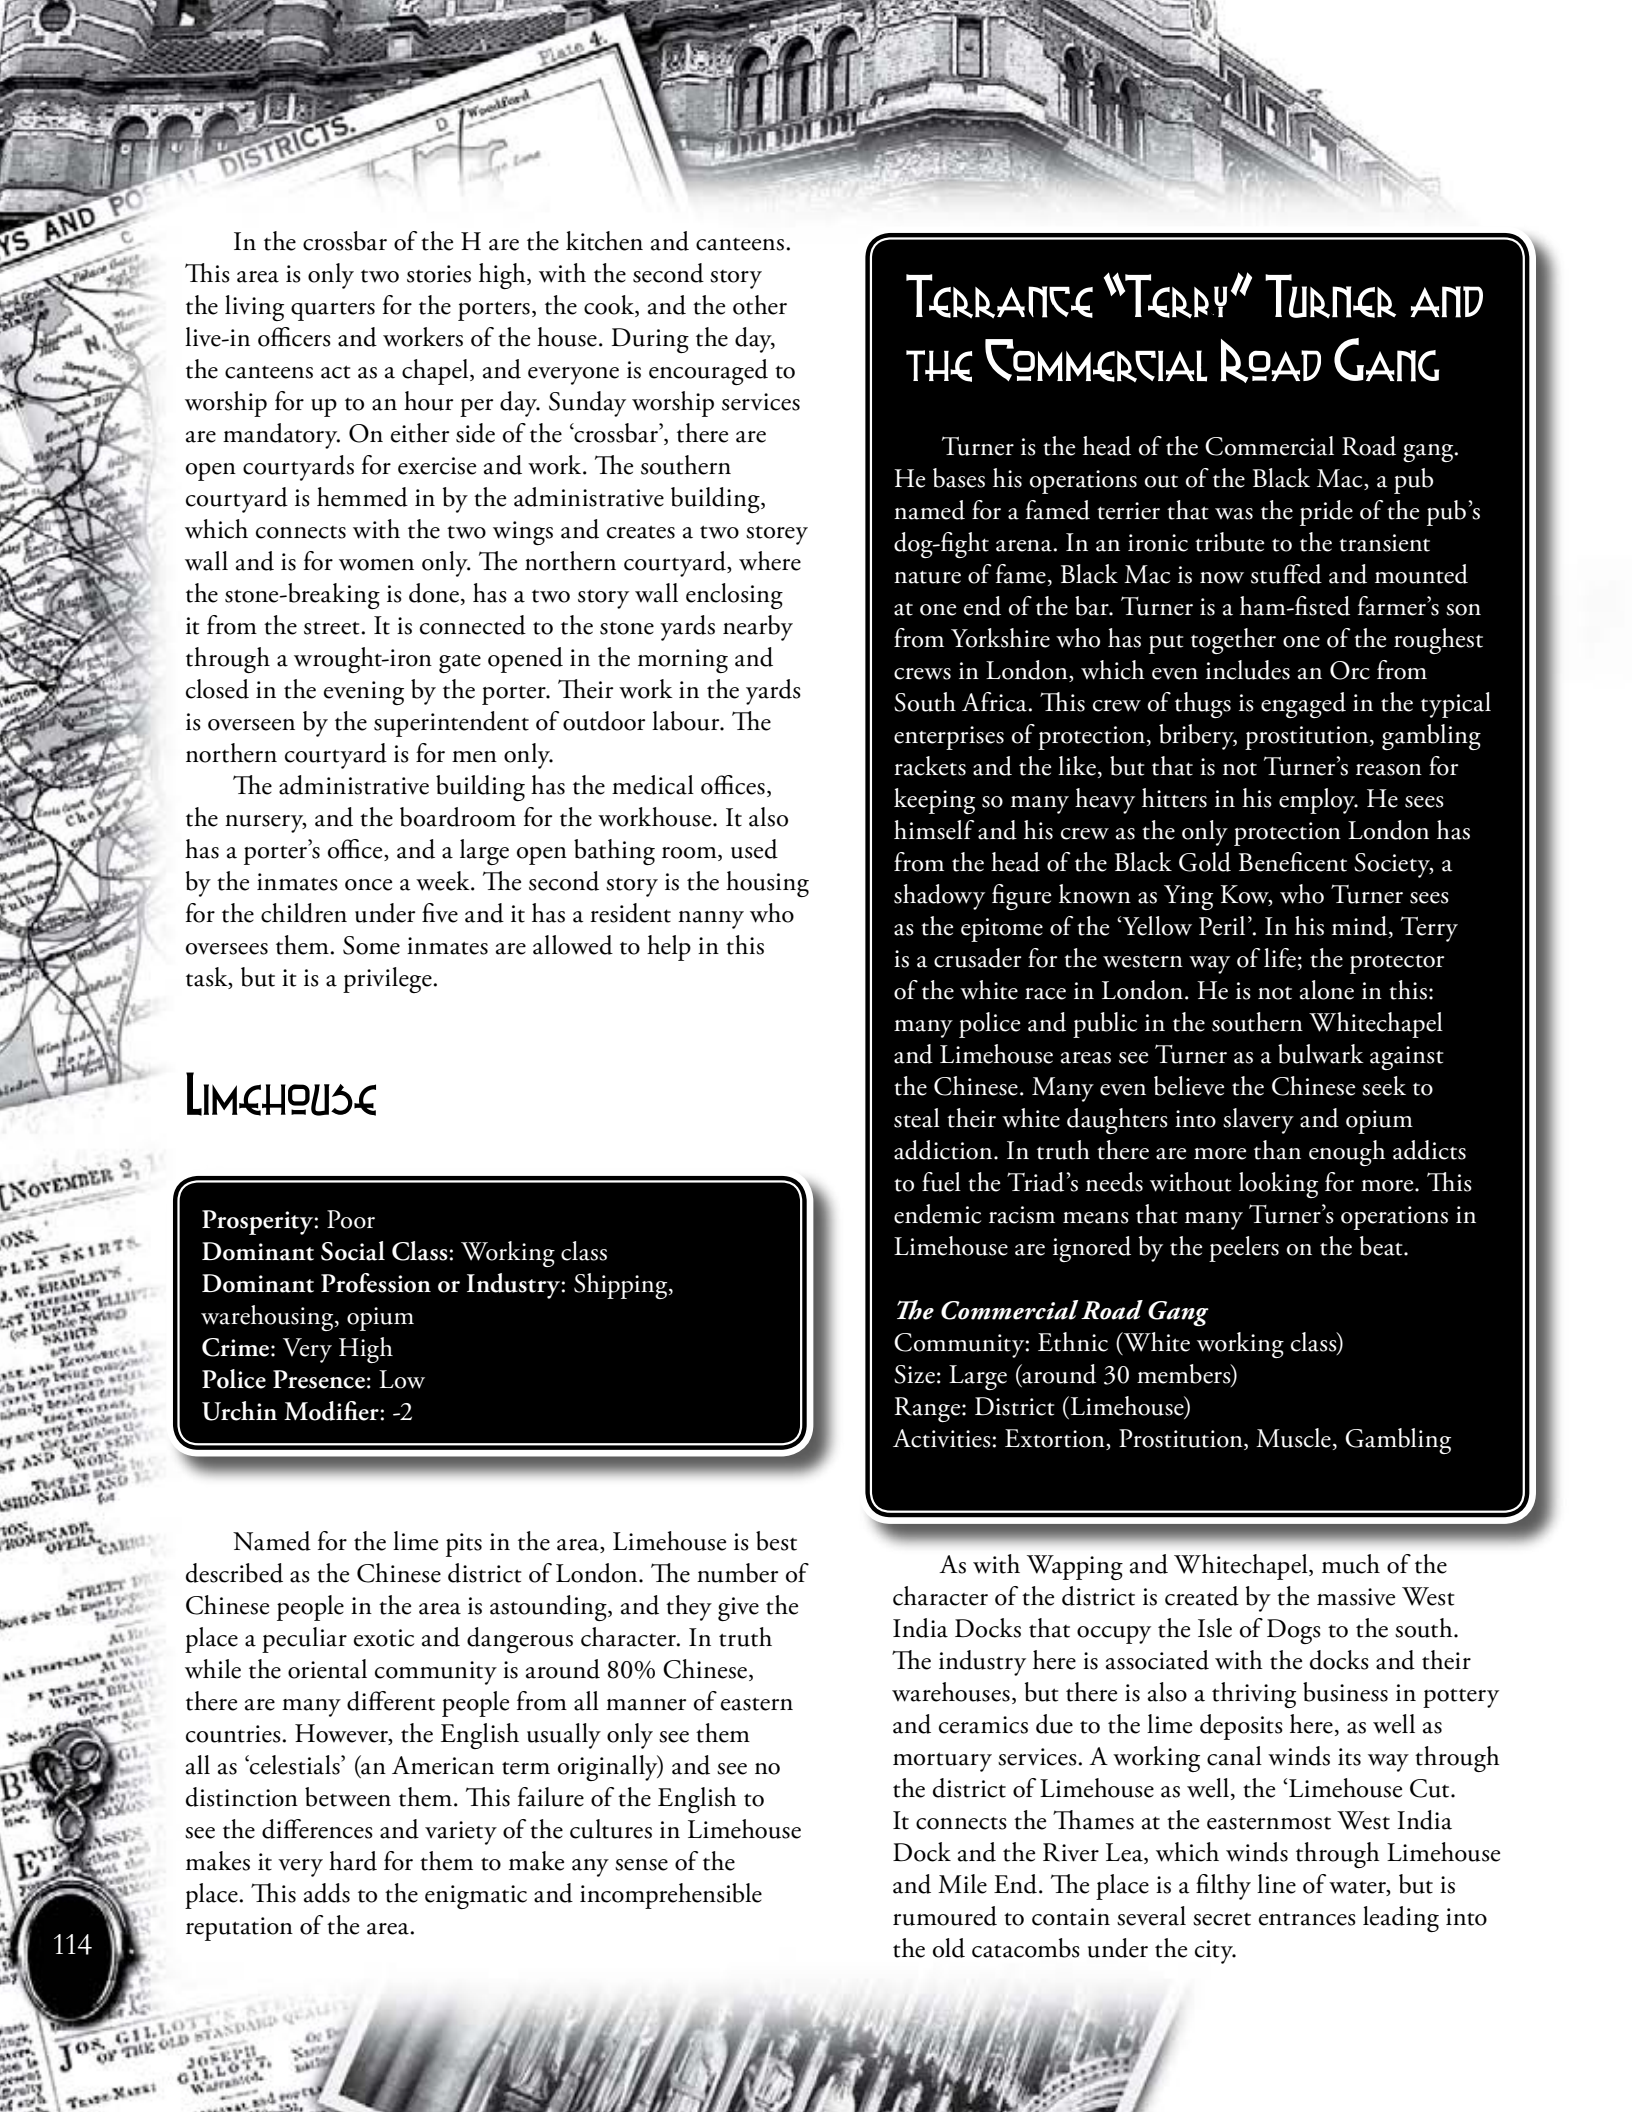 Plate 4.
YS AND POSTAL DISTRICTS.
D
Woodford
C
N.
[NOVEMBER 2,
In the crossbar of the H are the kitchen and canteens.
This area is only two stories high, with the second story
the living quarters for the porters, the cook, and the other
live-in officers and workers of the house. During the day,
the canteens act as a chapel, and everyone is encouraged to
worship for up to an hour per day. Sunday worship services
are mandatory. On either side of the ‘crossbar’, there are
open courtyards for exercise and work. The southern
courtyard is hemmed in by the administrative building,
which connects with the two wings and creates a two storey
wall and is for women only. The northern courtyard, where
the stone-breaking is done, has a two story wall enclosing
it from the street. It is connected to the stone yards nearby
through a wrought-iron gate opened in the morning and
closed in the evening by the porter. Their work in the yards
is overseen by the superintendent of outdoor labour. The
northern courtyard is for men only.
The administrative building has the medical offices,
the nursery, and the boardroom for the workhouse. It also
has a porter’s office, and a large open bathing room, used
by the inmates once a week. The second story is the housing
for the children under five and it has a resident nanny who
oversees them. Some inmates are allowed to help in this
task, but it is a privilege.
LIMEHOUSE
Prosperity: Poor
Dominant Social Class: Working class
Dominant Profession or Industry: Shipping,
warehousing, opium
Crime: Very High
Police Presence: Low
Urchin Modifier: -2
Named for the lime pits in the area, Limehouse is best
described as the Chinese district of London. The number of
Chinese people in the area is astounding, and they give the
place a peculiar exotic and dangerous character. In truth
while the oriental community is around 80% Chinese,
there are many different people from all manner of eastern
countries. However, the English usually only see them
all as ‘celestials’ (an American term originally) and see no
distinction between them. This failure of the English to
see the differences and variety of the cultures in Limehouse
makes it very hard for them to make any sense of the
place. This adds to the enigmatic and incomprehensible
reputation of the area.
TERRANCE “TERRY” TURNER AND
THE COMMERCIAL ROAD GANG
Turner is the head of the Commercial Road gang.
He bases his operations out of the Black Mac, a pub
named for a famed terrier that was the pride of the pub’s
dog-fight arena. In an ironic tribute to the transient
nature of fame, Black Mac is now stuffed and mounted
at one end of the bar. Turner is a ham-fisted farmer’s son
from Yorkshire who has put together one of the roughest
crews in London, which even includes an Orc from
South Africa. This crew of thugs is engaged in the typical
enterprises of protection, bribery, prostitution, gambling
rackets and the like, but that is not Turner’s reason for
keeping so many heavy hitters in his employ. He sees
himself and his crew as the only protection London has
from the head of the Black Gold Beneficent Society, a
shadowy figure known as Ying Kow, who Turner sees
as the epitome of the ‘Yellow Peril’. In his mind, Terry
is a crusader for the western way of life; the protector
of the white race in London. He is not alone in this:
many police and public in the southern Whitechapel
and Limehouse areas see Turner as a bulwark against
the Chinese. Many even believe the Chinese seek to
steal their white daughters into slavery and opium
addiction. In truth there are more than enough addicts
to fuel the Triad’s needs without looking for more. This
endemic racism means that many Turner’s operations in
Limehouse are ignored by the peelers on the beat.
The Commercial Road Gang
Community: Ethnic (White working class)
Size: Large (around 30 members)
Range: District (Limehouse)
Activities: Extortion, Prostitution, Muscle, Gambling
As with Wapping and Whitechapel, much of the
character of the district is created by the massive West
India Docks that occupy the Isle of Dogs to the south.
The industry here is associated with the docks and their
warehouses, but there is also a thriving business in pottery
and ceramics due to the lime deposits here, as well as
mortuary services. A working canal winds its way through
the district of Limehouse as well, the ‘Limehouse Cut.
It connects the Thames at the easternmost West India
Dock and the River Lea, which winds through Limehouse
and Mile End. The place is a filthy line of water, but is
rumoured to contain several secret entrances leading into
the old catacombs under the city.
114
JOS. GILLOTT'S
OF THE OLD STANDARD QUALITY
JOSEPH
GILLOTT,
Warranted.
TRADE-MARK: